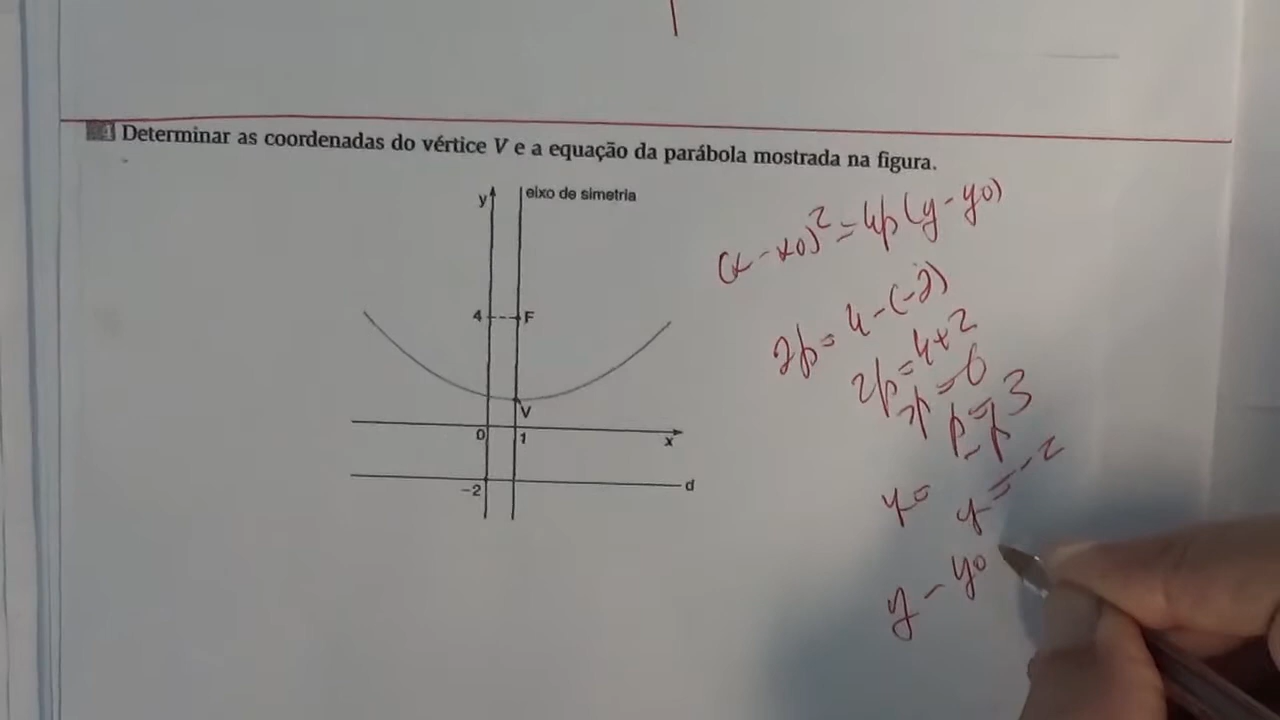 4 Determinar as coordenadas do vértice V e a equação da parábola mostrada na figura.
y
eixo de simetria
4
F
V
0
1
x
-2
d
(x - x0)² = 4p(y - y0)
2p = 4 - (-2)
2p = 4 + 2
2p = 6
p = 3
y = -2
y - y0